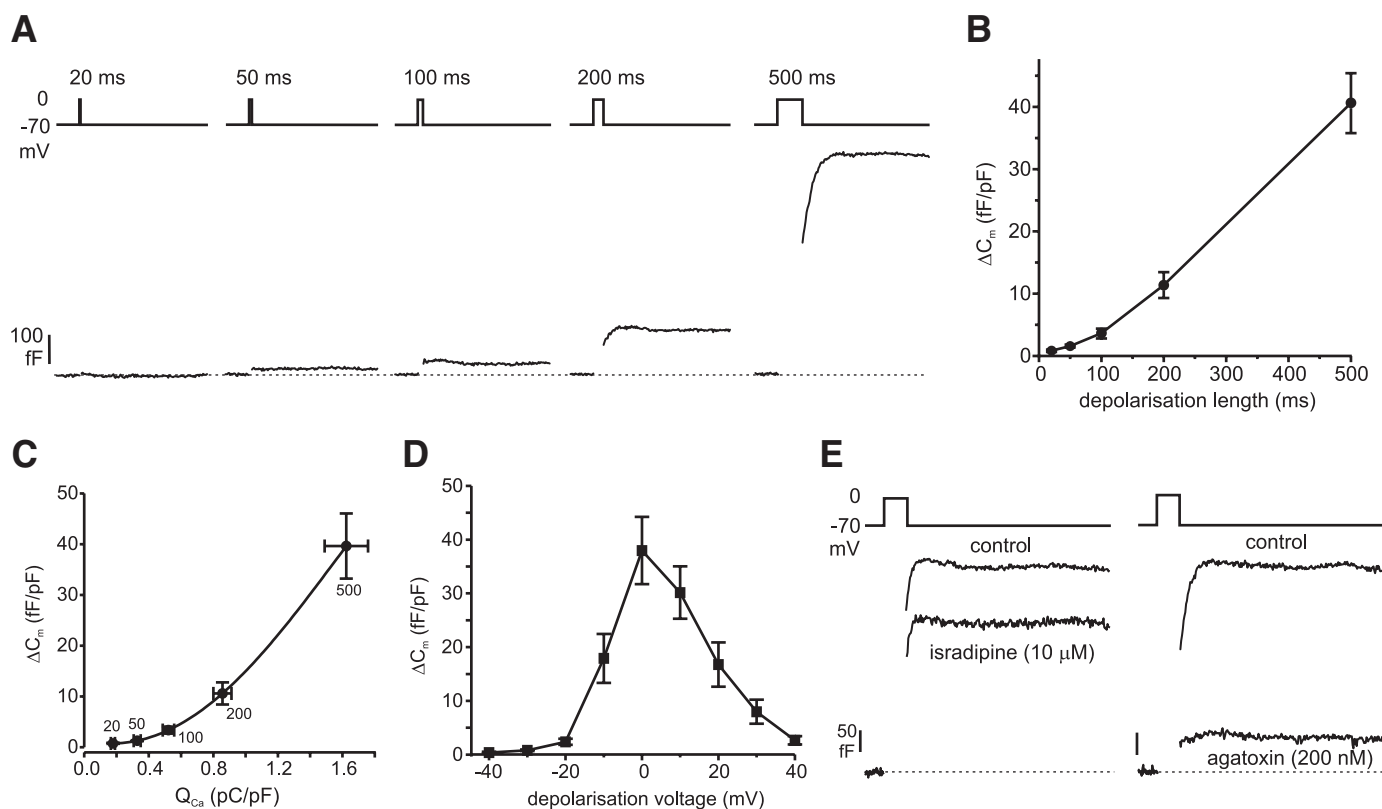 A
20 ms 50 ms 100 ms 200 ms 500 ms
0
-70
mV
100
fF
B
40
30
20
10
0
ΔCm (fF/pF)
0 100 200 300 400 500
depolarisation length (ms)
C
50
40
30
20
10
0
ΔCm (fF/pF)
20 50 100 200 500
0.0 0.4 0.8 1.2 1.6
QCa (pC/pF)
D
50
40
30
20
10
0
ΔCm (fF/pF)
-40 -20 0 20 40
depolarisation voltage (mV)
E
0
-70
mV
control
isradipine (10 μM)
50
fF
control
agatoxin (200 nM)